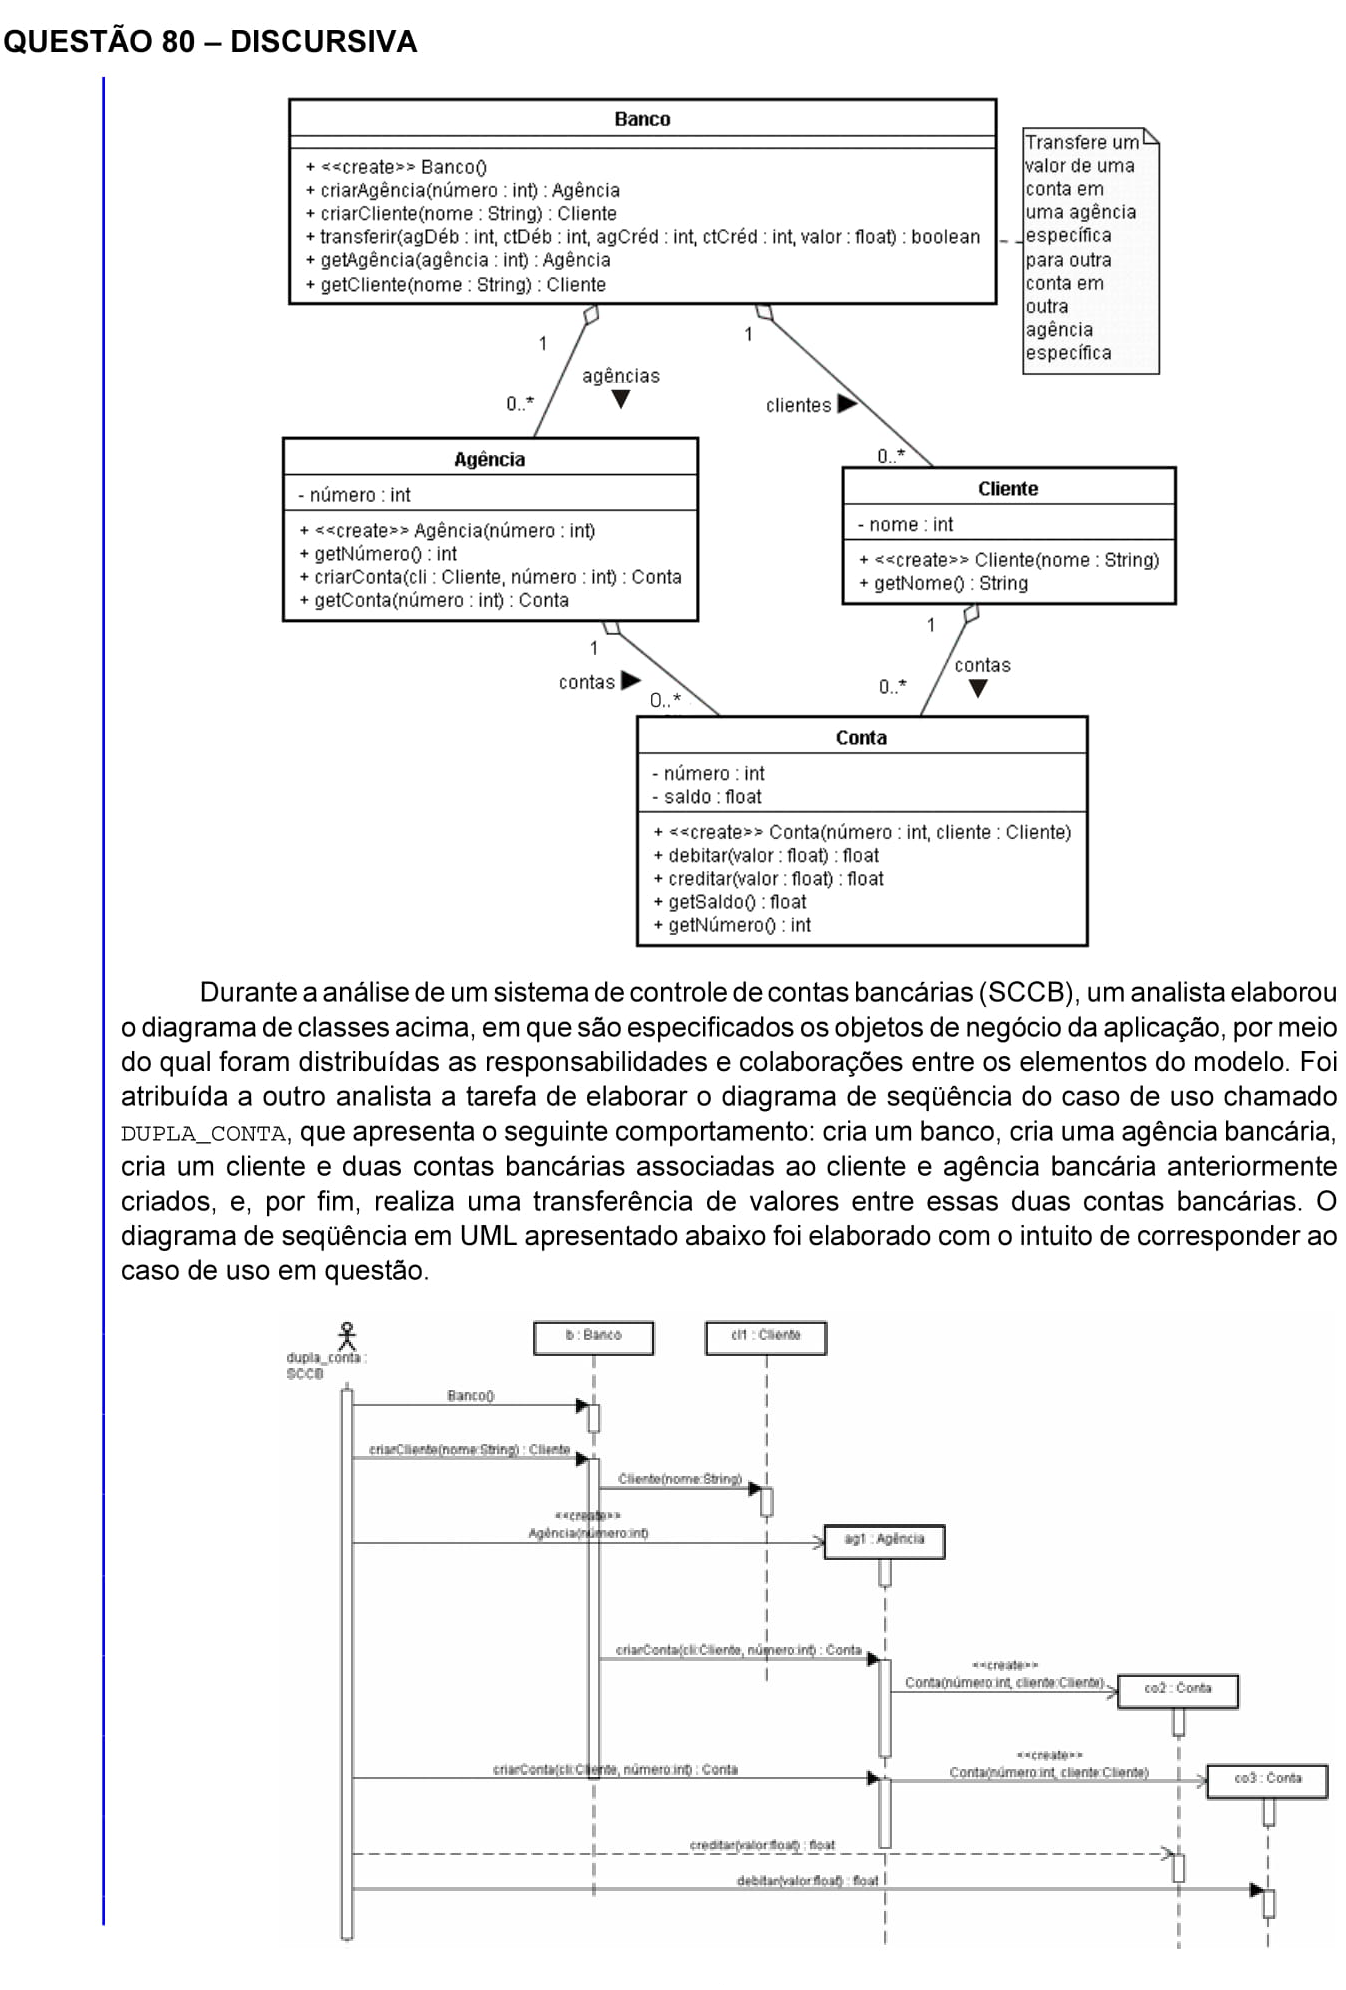 QUESTÃO 80 – DISCURSIVA
Banco
+ <<create>> Banco()
+ criarAgência(número : int) : Agência
+ criarCliente(nome : String) : Cliente
+ transferir(agDéb : int, ctDéb : int, agCréd : int, ctCréd : int, valor : float) : boolean
+ getAgência(agência : int) : Agência
+ getCliente(nome : String) : Cliente
Transfere um
valor de uma
conta em
uma agência
específica
para outra
conta em
outra
agência
específica
1
1
agências
0..*
clientes
0..*
Agência
- número : int
+ <<create>> Agência(número : int)
+ getNúmero() : int
+ criarConta(cli : Cliente, número : int) : Conta
+ getConta(número : int) : Conta
Cliente
- nome : int
+ <<create>> Cliente(nome : String)
+ getNome() : String
1
1
contas
0..*
contas
0..*
Conta
- número : int
- saldo : float
+ <<create>> Conta(número : int, cliente : Cliente)
+ debitar(valor : float) : float
+ creditar(valor : float) : float
+ getSaldo() : float
+ getNúmero() : int
Durante a análise de um sistema de controle de contas bancárias (SCCB), um analista elaborou
o diagrama de classes acima, em que são especificados os objetos de negócio da aplicação, por meio
do qual foram distribuídas as responsabilidades e colaborações entre os elementos do modelo. Foi
atribuída a outro analista a tarefa de elaborar o diagrama de seqüência do caso de uso chamado
DUPLA_CONTA, que apresenta o seguinte comportamento: cria um banco, cria uma agência bancária,
cria um cliente e duas contas bancárias associadas ao cliente e agência bancária anteriormente
criados, e, por fim, realiza uma transferência de valores entre essas duas contas bancárias. O
diagrama de seqüência em UML apresentado abaixo foi elaborado com o intuito de corresponder ao
caso de uso em questão.
dupla_conta :
SCCB
b : Banco
cl1 : Cliente
Banco()
criarCliente(nome:String) : Cliente
Cliente(nome:String)
<<create>>
Agência(número:int)
ag1 : Agência
criarConta(cli:Cliente, número:int) : Conta
<<create>>
Conta(número:int, cliente:Cliente)
co2 : Conta
criarConta(cli:Cliente, número:int) : Conta
<<create>>
Conta(número:int, cliente:Cliente)
co3 : Conta
creditar(valor:float) : float
debitar(valor:float) : float